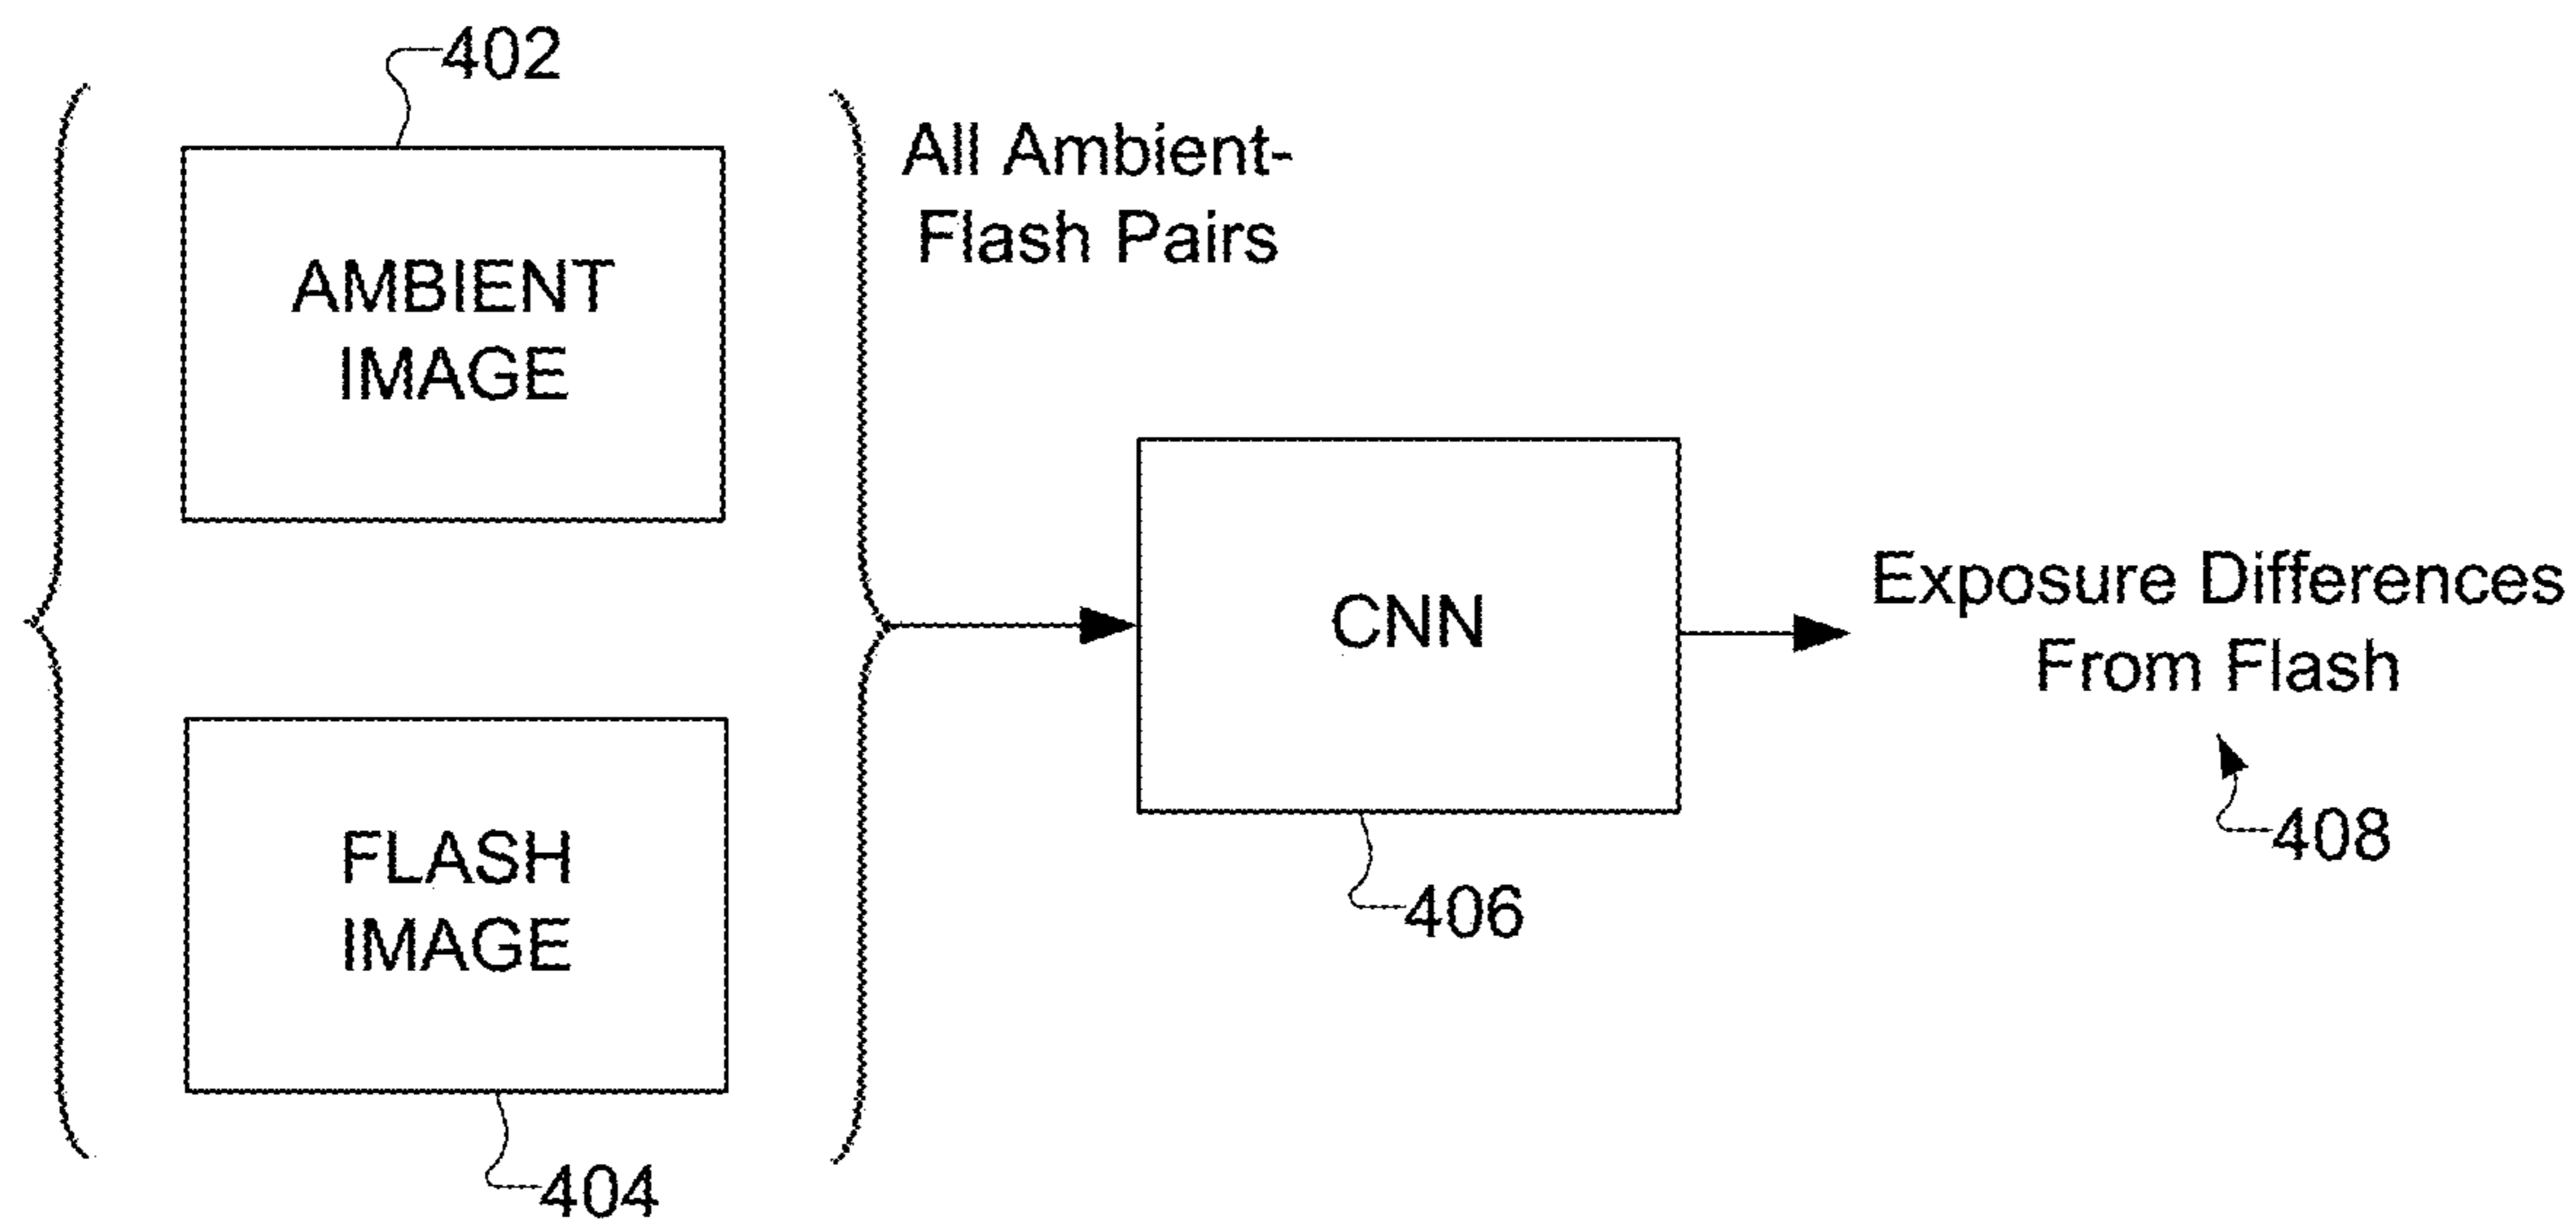 402
AMBIENT
IMAGE
All Ambient-
Flash Pairs
FLASH
IMAGE
404
CNN
406
Exposure Differences
From Flash
408